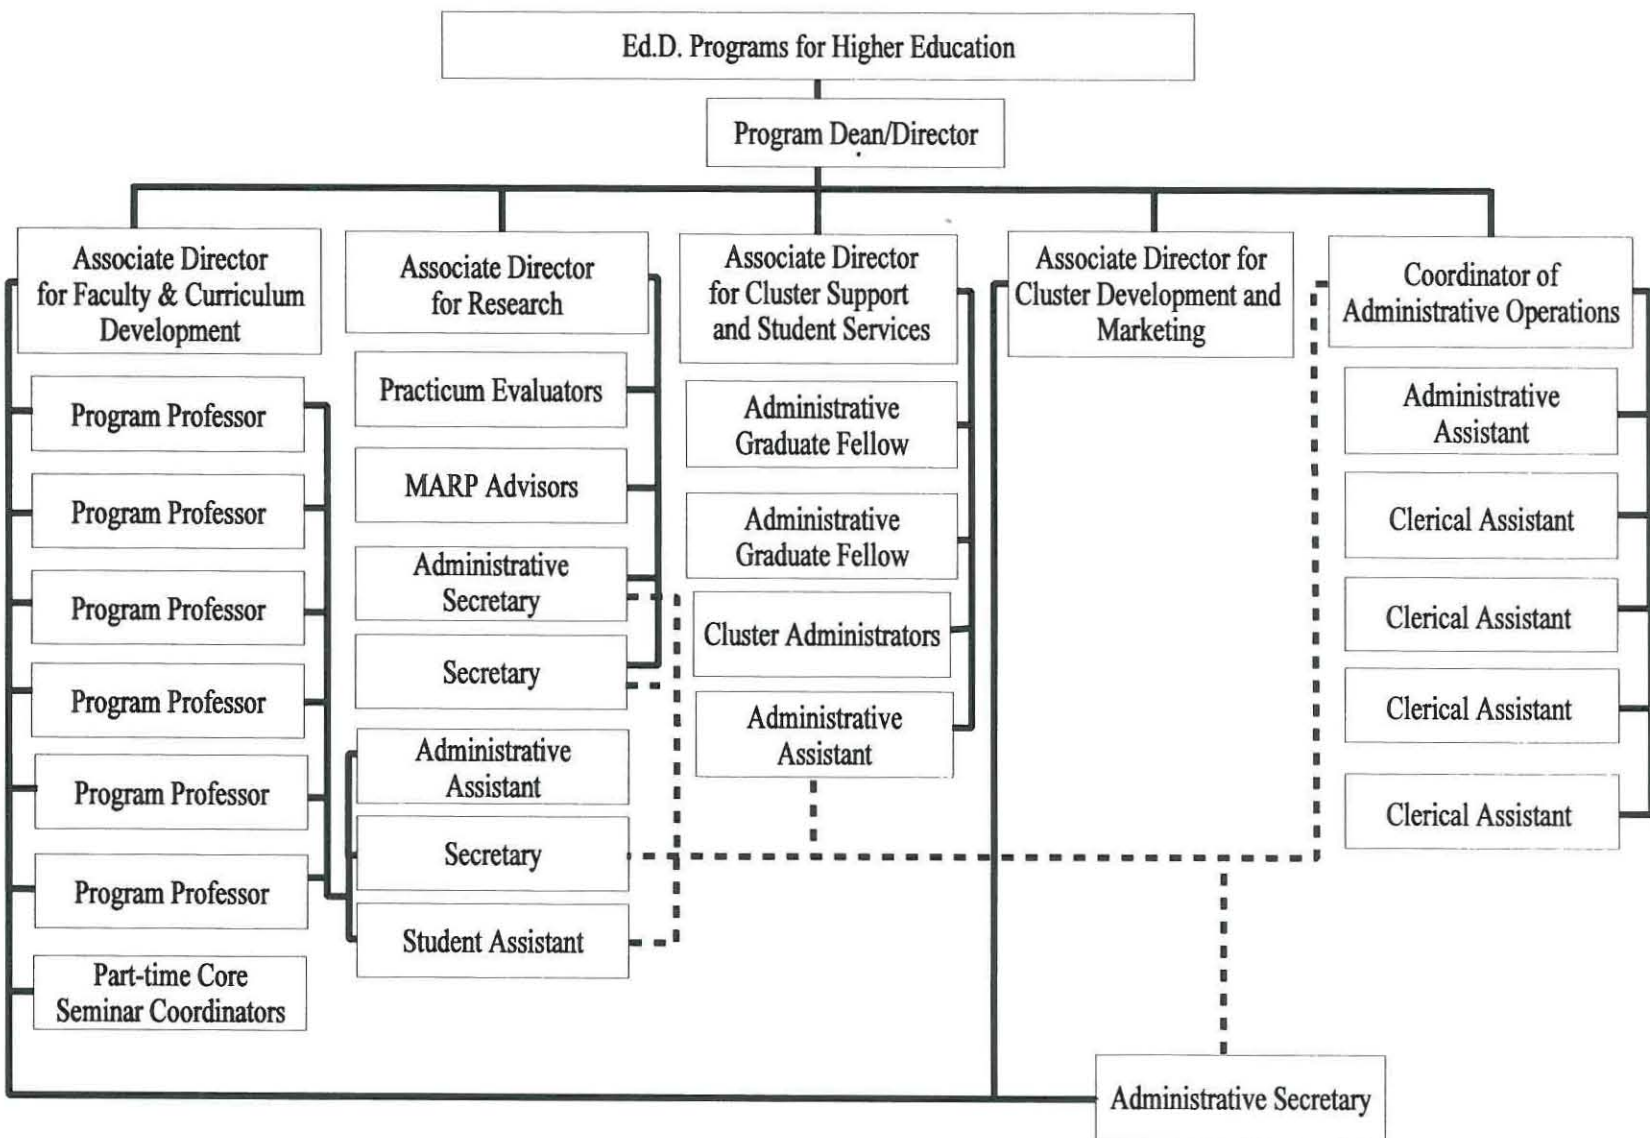 Ed.D. Programs for Higher Education
Program Dean/Director
Associate Director
for Faculty & Curriculum
Development
Program Professor
Program Professor
Program Professor
Program Professor
Program Professor
Program Professor
Part-time Core
Seminar Coordinators
Associate Director
for Research
Practicum Evaluators
MARP Advisors
Administrative
Secretary
Secretary
Administrative
Assistant
Secretary
Student Assistant
Associate Director
for Cluster Support
and Student Services
Administrative
Graduate Fellow
Administrative
Graduate Fellow
Cluster Administrators
Administrative
Assistant
Associate Director for
Cluster Development and
Marketing
Coordinator of
Administrative Operations
Administrative
Assistant
Clerical Assistant
Clerical Assistant
Clerical Assistant
Clerical Assistant
Administrative Secretary